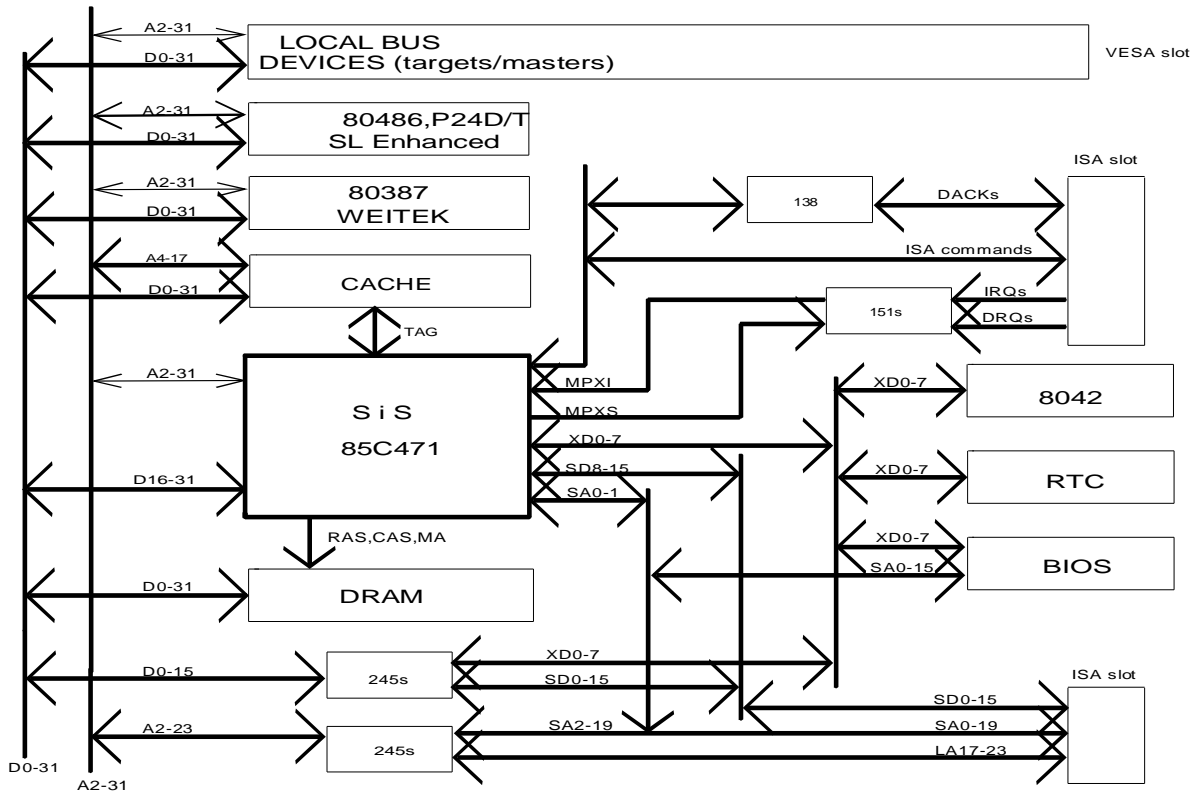 A2-31
LOCAL BUS
D0-31
DEVICES (targets/masters)
VESA slot
A2-31
80486,P24D/T
D0-31
SL Enhanced
ISA slot
A2-31
80387
D0-31
WEITEK
138
DACKs
A4-17
ISA commands
D0-31
CACHE
IRQs
151s
DRQs
TAG
A2-31
MPXI
XD0-7
8042
SiS
MPXS
85C471
XD0-7
SD8-15
XD0-7
RTC
D16-31
SA0-1
RAS,CAS,MA
XD0-7
BIOS
SA0-15
D0-31
DRAM
XD0-7
D0-15
245s
SD0-15
ISA slot
SD0-15
A2-23
SA2-19
SA0-19
245s
LA17-23
D0-31
A2-31